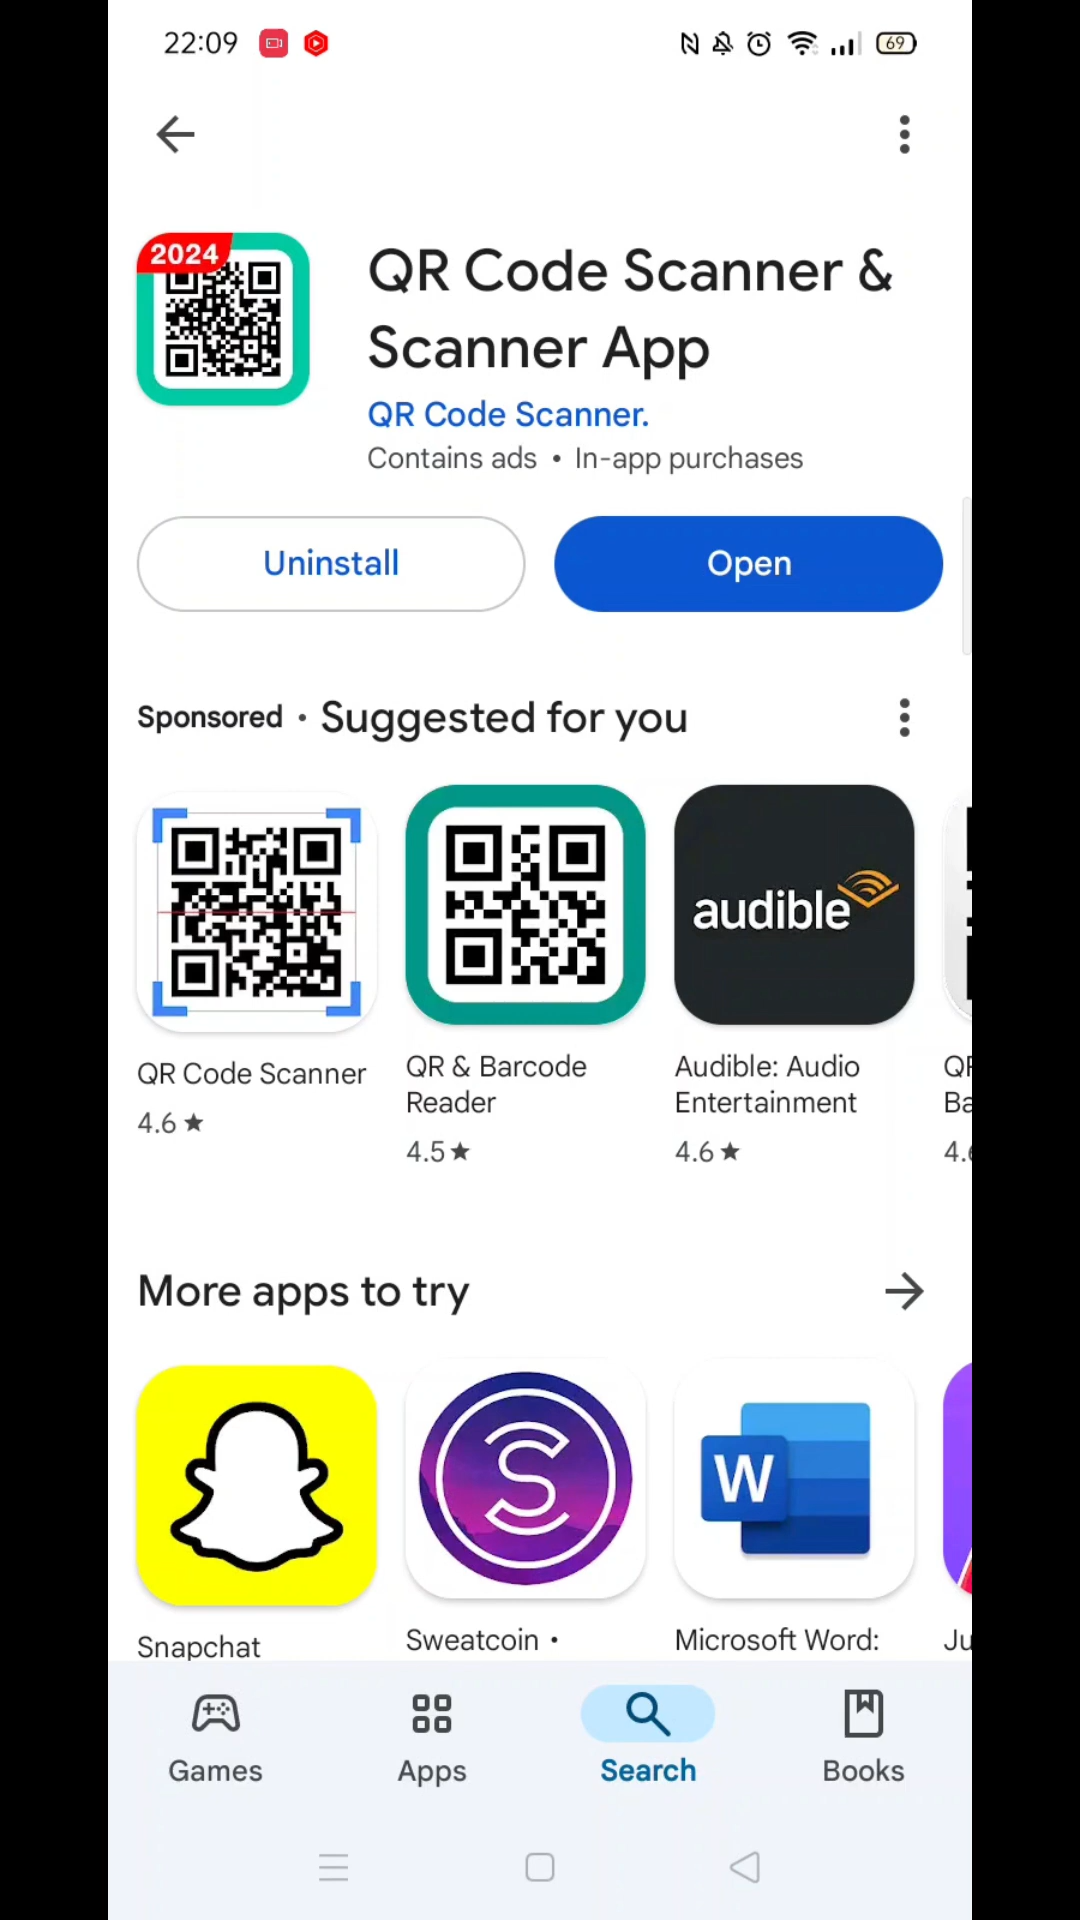 22:09
69
2024
QR Code Scanner &
Scanner App
QR Code Scanner.
Contains ads • In-app purchases
Uninstall
Open
Sponsored • Suggested for you
audible
QR Code Scanner
4.6 ★
QR & Barcode
Reader
4.5 ★
Audible: Audio
Entertainment
4.6 ★
More apps to try
S
W
Snapchat
Sweatcoin •
Microsoft Word:
Games
Apps
Search
Books